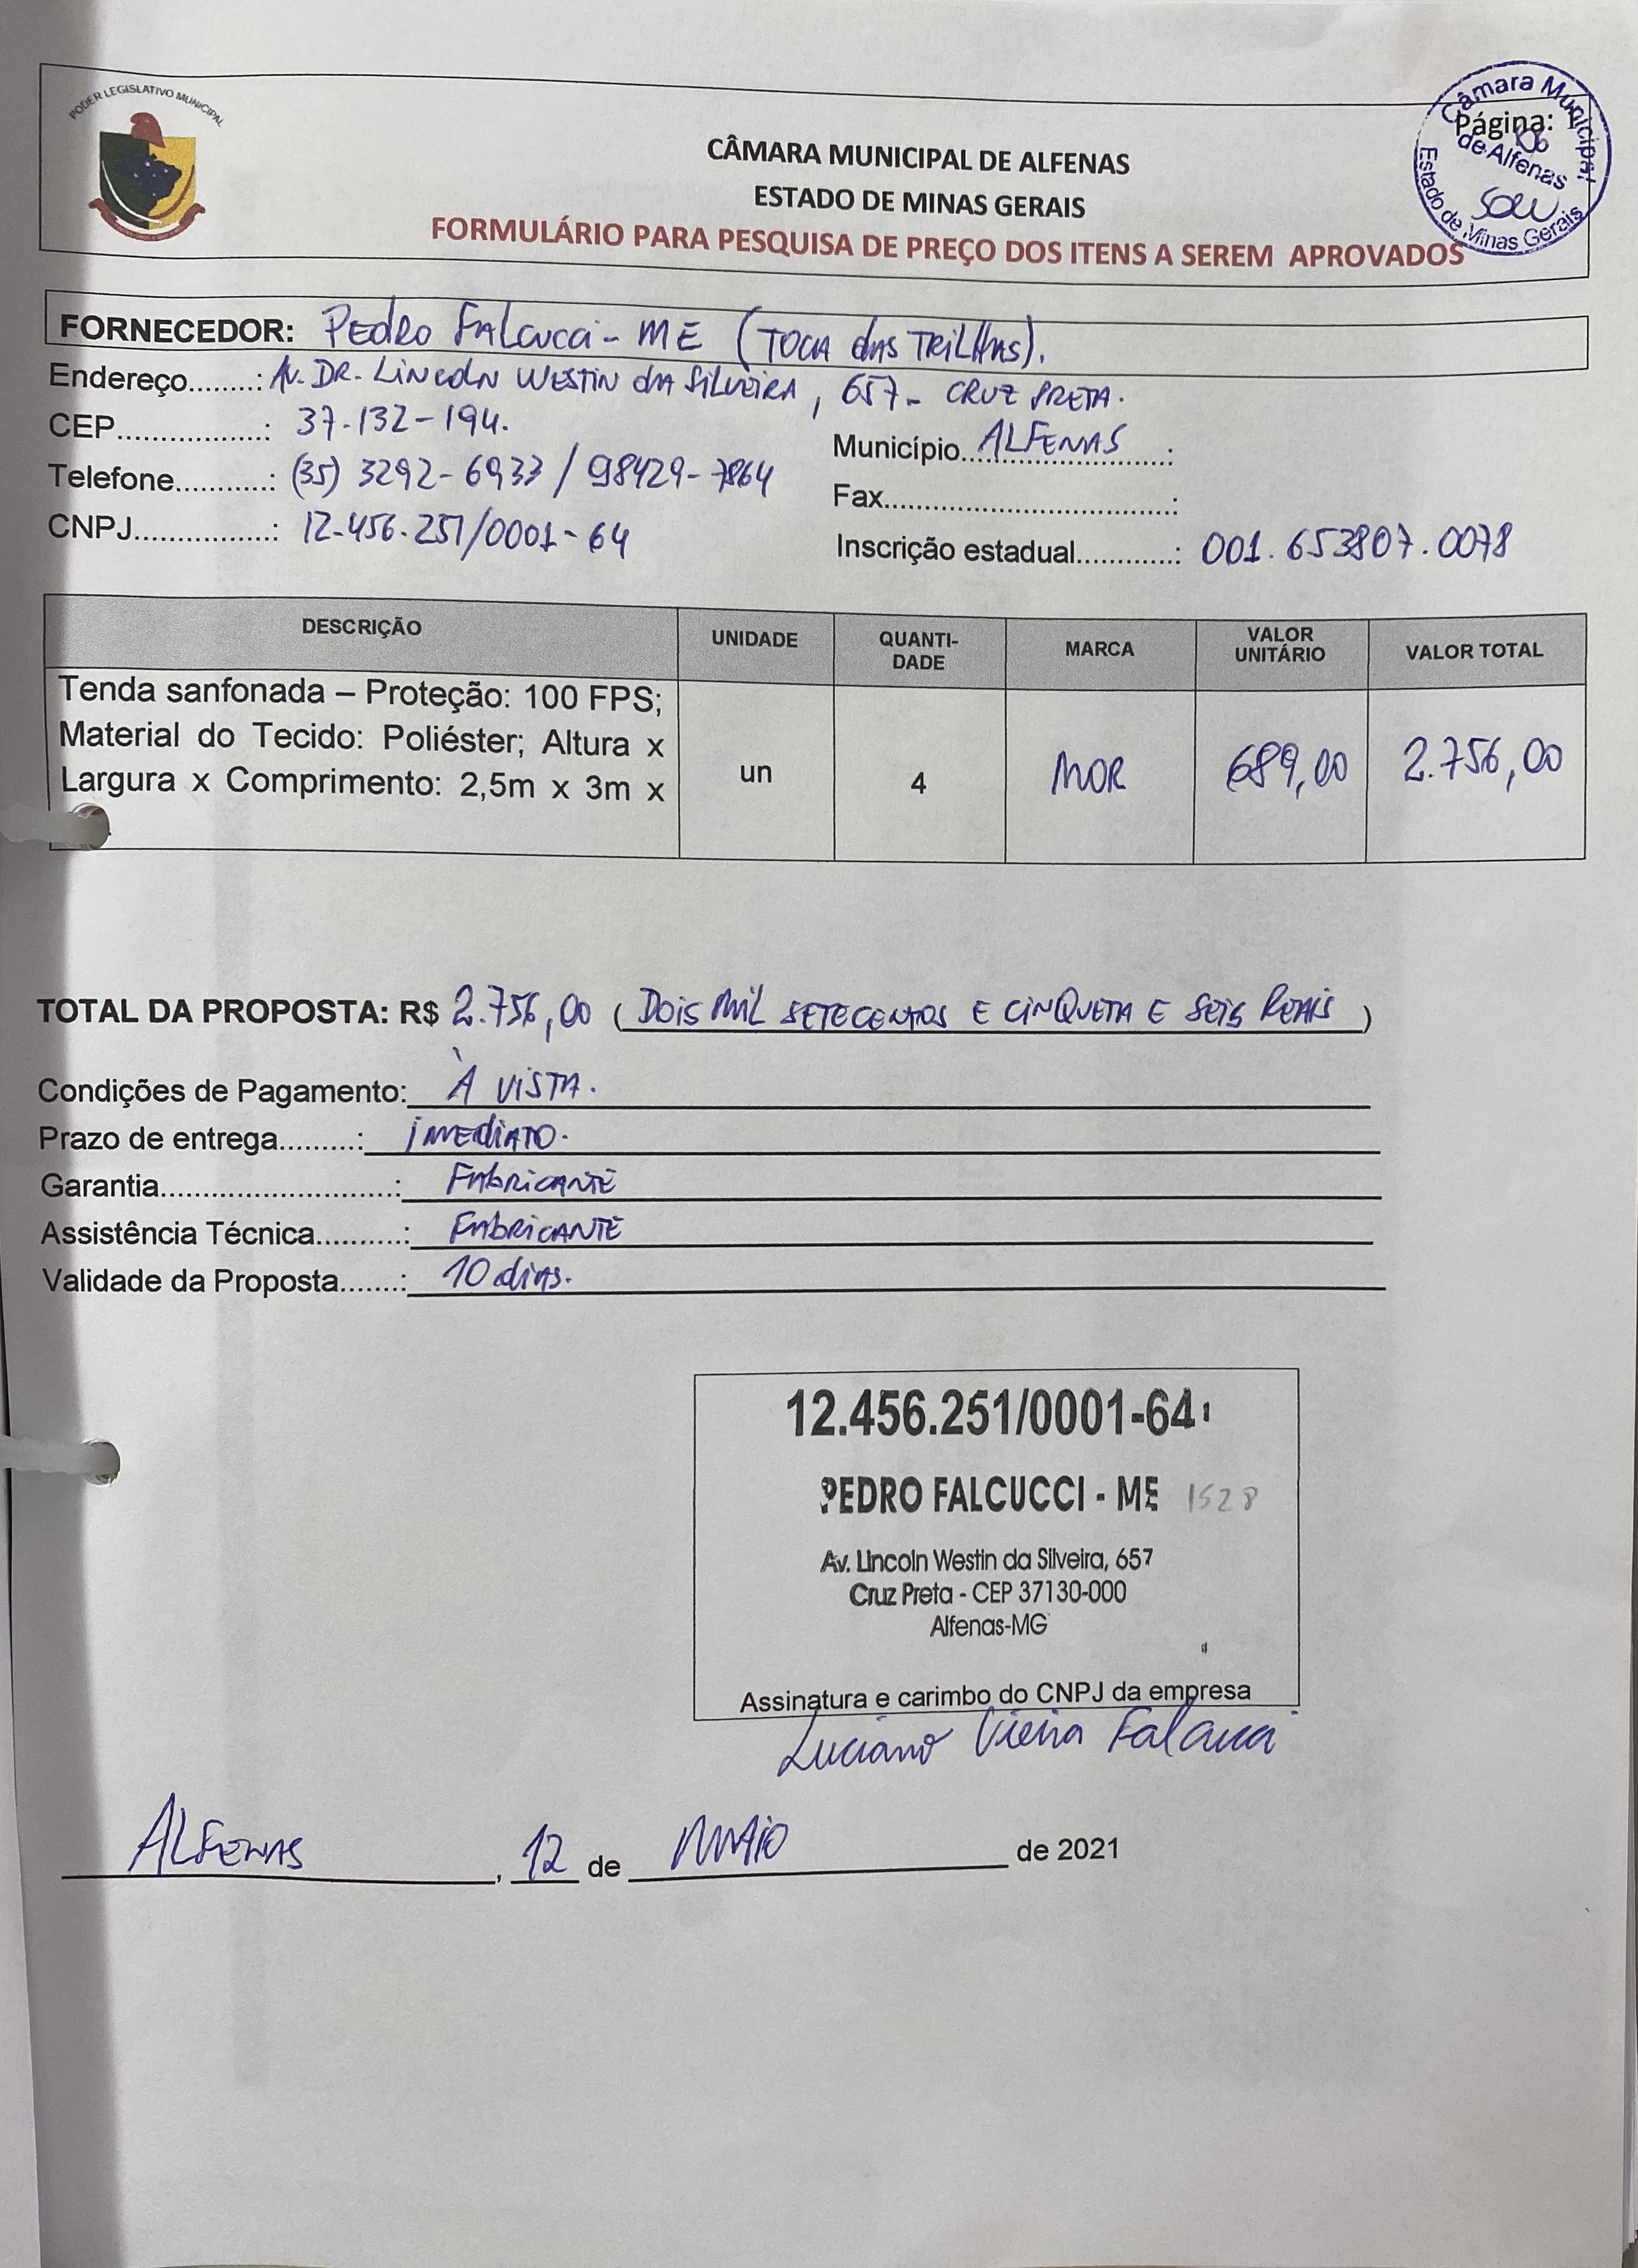 PODER LEGISLATIVO MUNICIPAL
CÂMARA MUNICIPAL DE ALFENAS
ESTADO DE MINAS GERAIS
FORMULÁRIO PARA PESQUISA DE PREÇO DOS ITENS A SEREM APROVADOS
Câmara Municipal
Página: 1
106
de Alfenas
Estado de Minas Gerais
FORNECEDOR: Pedro Falcucci - ME (TOCA das TRILHAS).
Endereço........: Av. DR. LINCOLN WESTIN da SILVEIRA, 657 - CRUZ PRETA.
CEP..................: 37.132-194.
Município...ALFENAS...:
Telefone............: (35) 3292-6933 / 98429-7864
Fax...................................:
CNPJ.................: 12.456.251/0001-64
Inscrição estadual............: 001.653807.0078
DESCRIÇÃO UNIDADE QUANTI-DADE MARCA VALOR UNITÁRIO VALOR TOTAL
Tenda sanfonada – Proteção: 100 FPS;
Material do Tecido: Poliéster; Altura x
Largura x Comprimento: 2,5m x 3m x
un 4 MOR 689,00 2.756,00
TOTAL DA PROPOSTA: R$ 2.756,00 (DOIS MIL SETECENTOS E CINQUETA E SEIS REAIS)
Condições de Pagamento: À VISTA.
Prazo de entrega..........: IMEDIATO.
Garantia............................: FABRICANTE
Assistência Técnica..........: FABRICANTE
Validade da Proposta.......: 10 dias.
12.456.251/0001-64
PEDRO FALCUCCI - ME 1528
Av. Lincoln Westin da Silveira, 657
Cruz Preta - CEP 37130-000
Alfenas-MG
Assinatura e carimbo do CNPJ da empresa
Luciano Vieira Falcucci
ALFENAS, 12 de MAIO de 2021